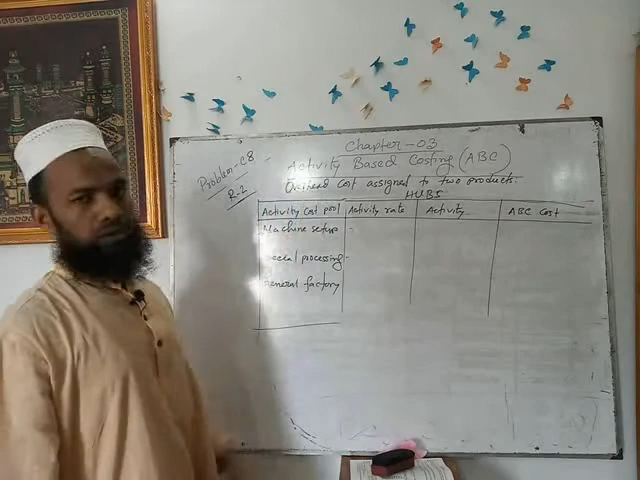 Chapter-03
Problem-C8
Activity Based Costing (ABC)
R.2
Overhead cost assigned to two products.
HUBS
Activity Cost pool Activity rate Activity ABC Cost
Machine setup -
Special processing -
General factory